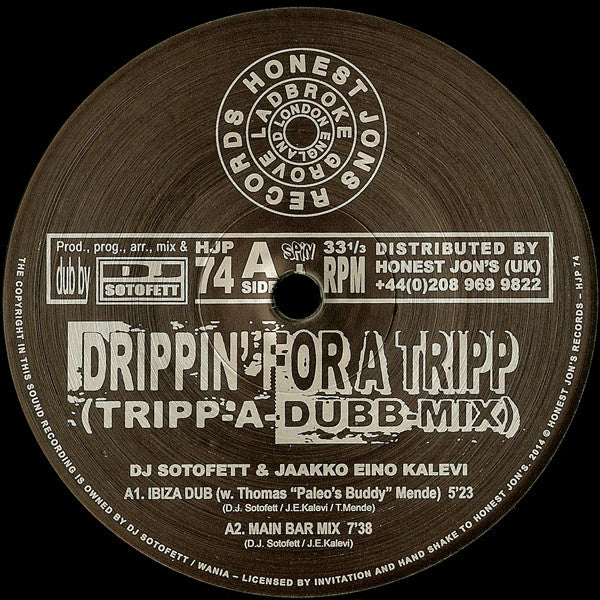 HONEST JONS RECORDS
LADBROKE GROVE
LONDON ENGLAND
Prod., prog., arr., mix &
dub by
DJ
SOTOFETT
HJP
74
A
SIDE
SPIN
33 1/3
RPM
DISTRIBUTED BY
HONEST JON'S (UK)
+44(0)208 969 9822
DRIPPIN' FOR A TRIPP
(TRIPP-A-DUBB-MIX)
DJ SOTOFETT & JAAKKO EINO KALEVI
A1. IBIZA DUB (w. Thomas "Paleo's Buddy" Mende) 5'23
(D.J. Sotofett / J.E.Kalevi / T.Mende)
A2. MAIN BAR MIX 7'38
(D.J. Sotofett / J.E.Kalevi)
THE COPYRIGHT IN THIS SOUND RECORDING IS OWNED BY DJ SOTOFETT / WANIA – LICENSED BY INVITATION AND HAND SHAKE TO HONEST JON'S. 2014 © HONEST JON'S RECORDS – HJP 74